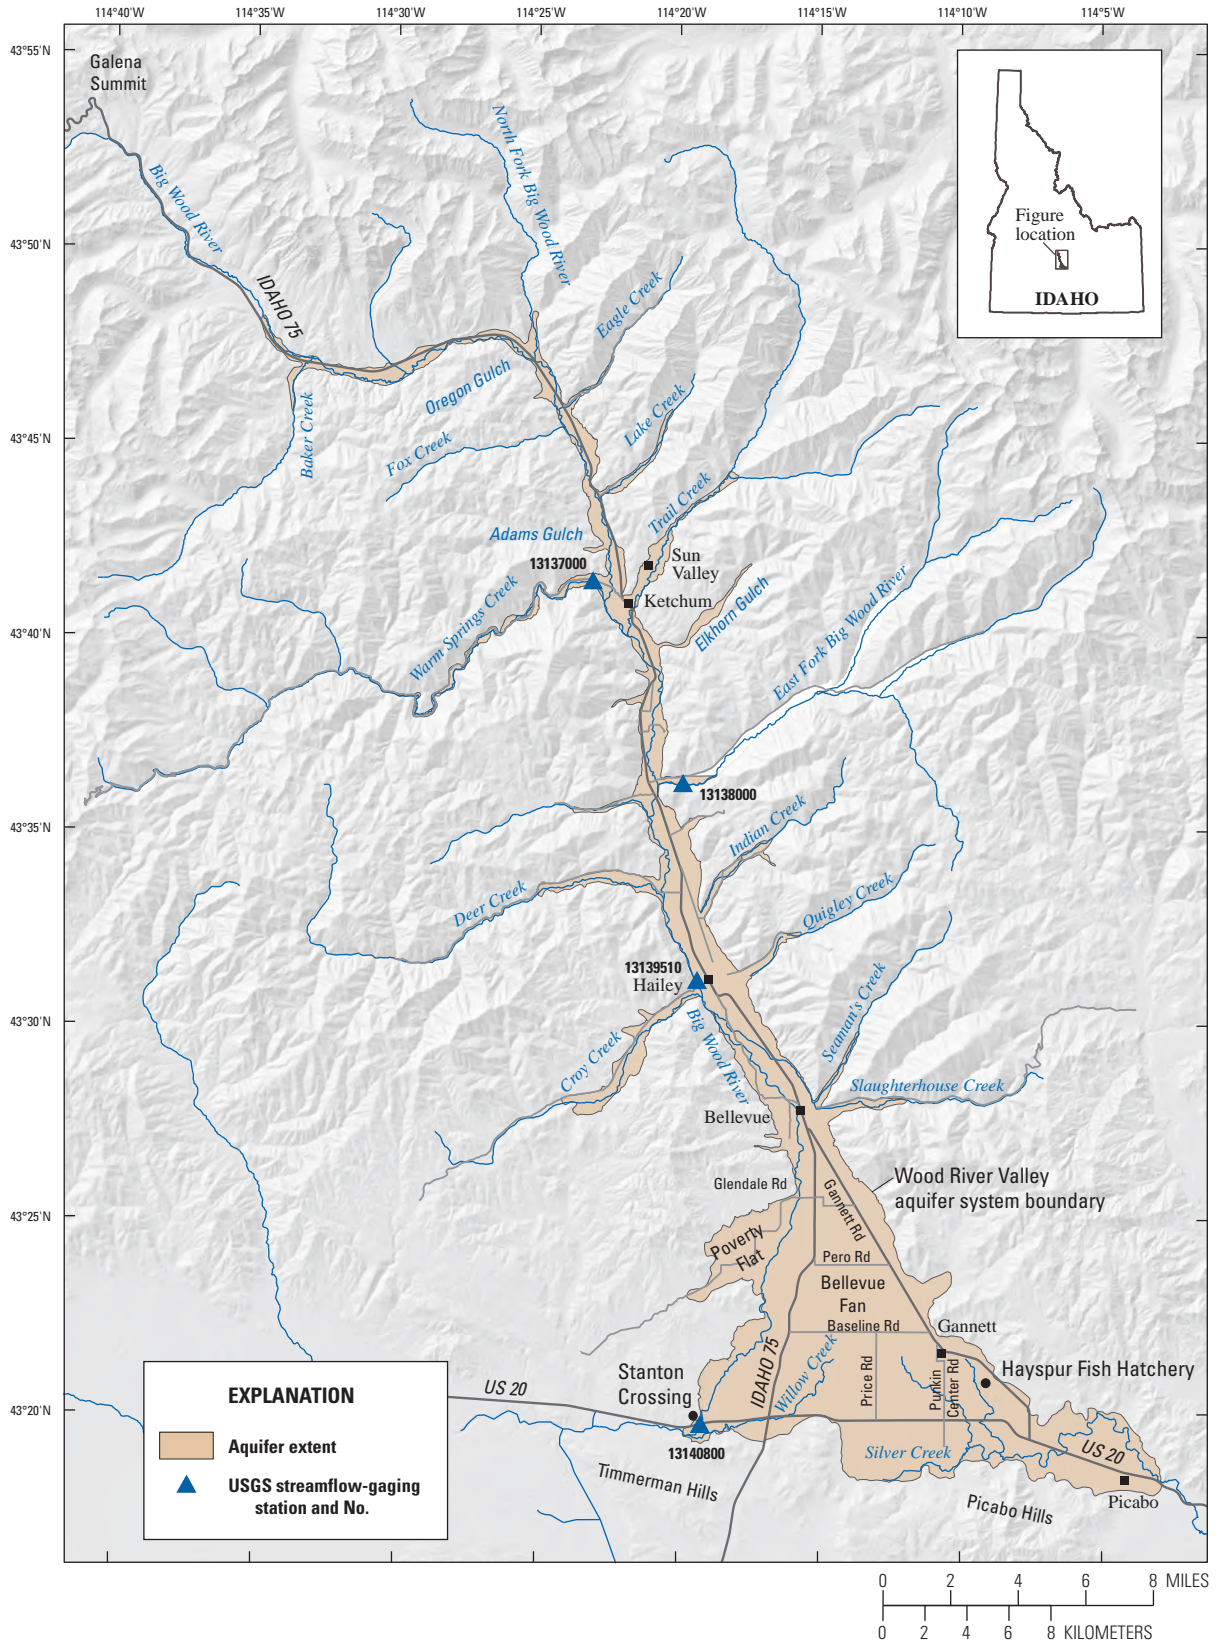 114°40'W
114°35'W
114°30'W
114°25'W
114°20'W
114°15'W
114°10'W
114°5'W
43°55'N
43°50'N
43°45'N
43°40'N
43°35'N
43°30'N
43°25'N
43°20'N
Galena
Summit
Big Wood River
North Fork Big Wood River
IDAHO 75
Eagle Creek
Oregon Gulch
Baker Creek
Fox Creek
Lake Creek
Trail Creek
Adams Gulch
13137000
Sun
Valley
Ketchum
Elkhorn Gulch
Warm Springs Creek
East Fork Big Wood River
13138000
Indian Creek
Deer Creek
Quigley Creek
13139510
Hailey
Big Wood River
Seaman's Creek
Croy Creek
Slaughterhouse Creek
Bellevue
Wood River Valley
aquifer system boundary
Glendale Rd
Gannett Rd
Poverty
Flat
Pero Rd
Bellevue
Fan
Baseline Rd
Gannett
IDAHO 75
Willow Creek
Price Rd
Punkin
Center Rd
Hayspur Fish Hatchery
Stanton
Crossing
US 20
13140800
Silver Creek
US 20
Timmerman Hills
Picabo Hills
Picabo
Figure
location
IDAHO
EXPLANATION
Aquifer extent
USGS streamflow-gaging
station and No.
0 2 4 6 8 MILES
0 2 4 6 8 KILOMETERS